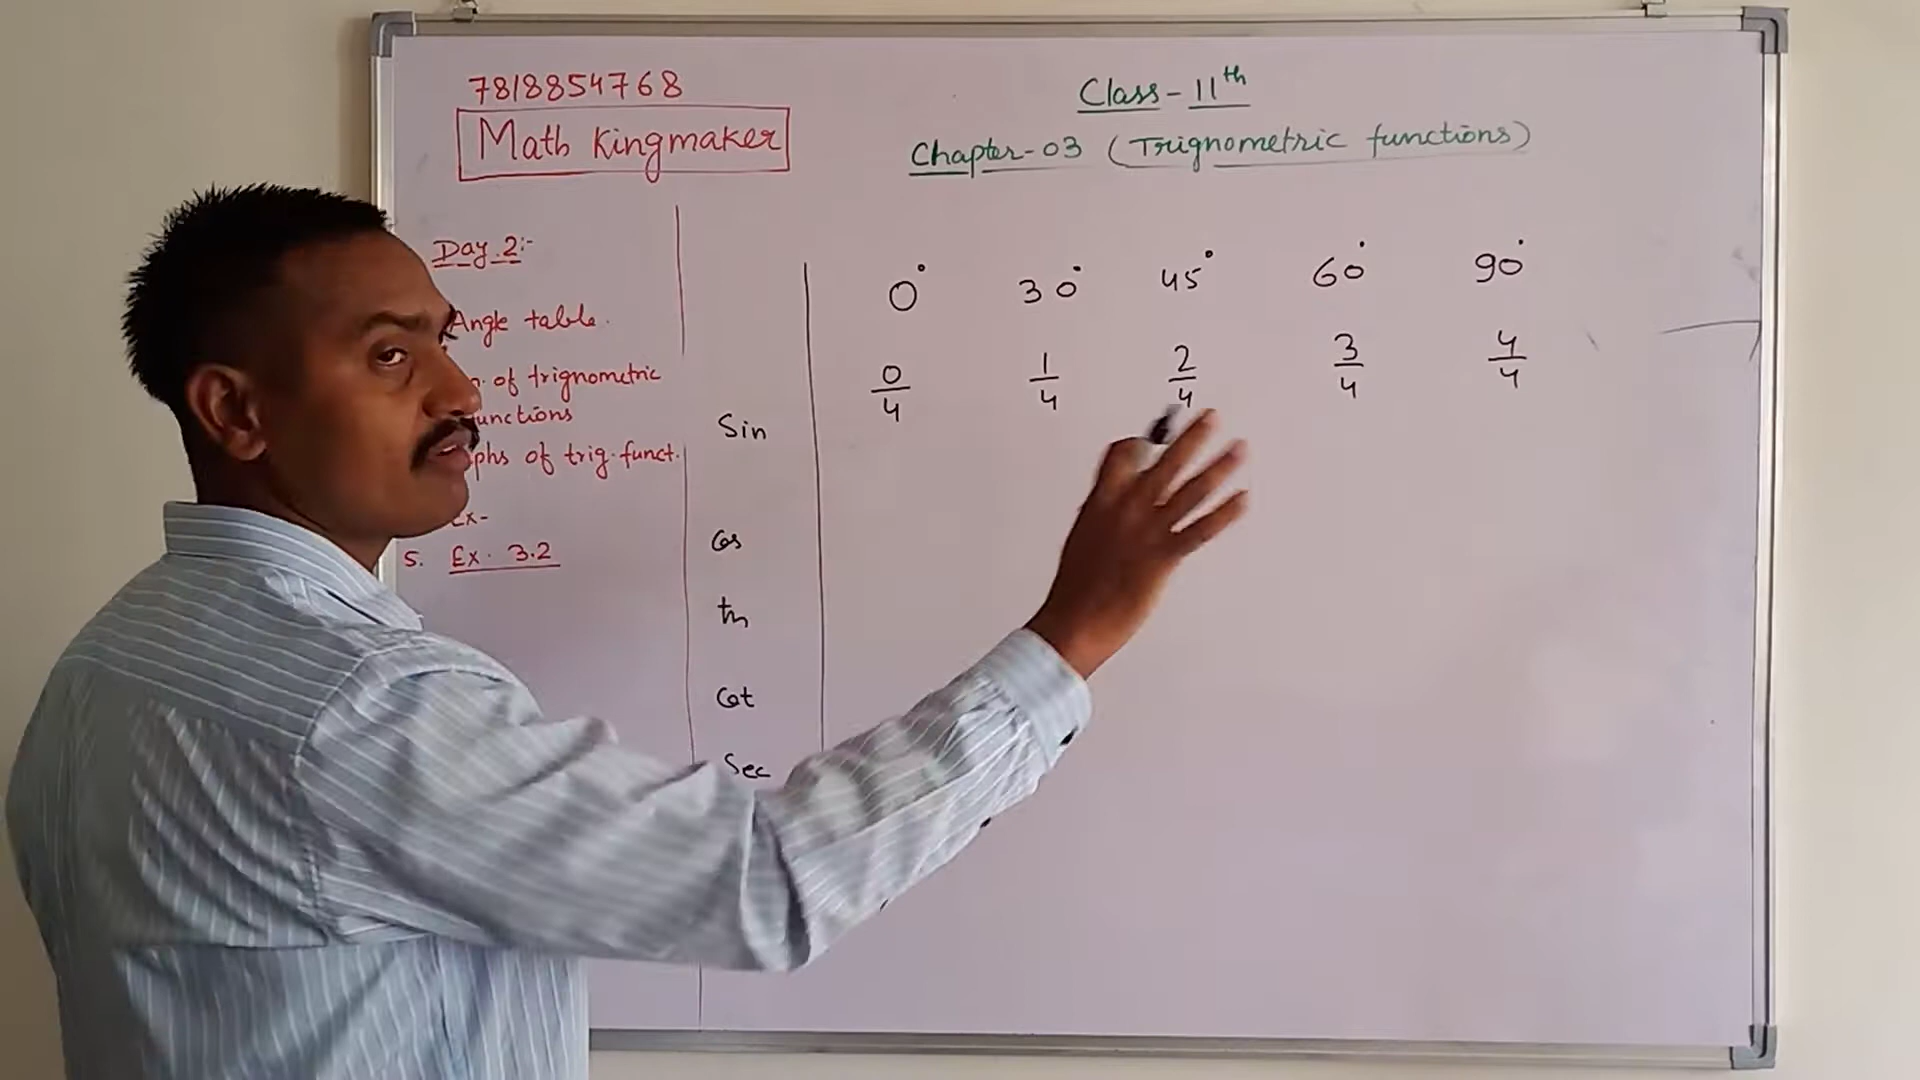 7818854768
Math Kingmaker
Class-11th
Chapter-03 (Trignometric functions)
Day 2:-
Angle table.
of trignometric
unctions
phs of trig. funct.
Ex-
5. Ex. 3.2
0° 30° 45° 60° 90°
Sin 0/4 1/4 2/4 3/4 4/4
Cos
tn
Cot
Sec